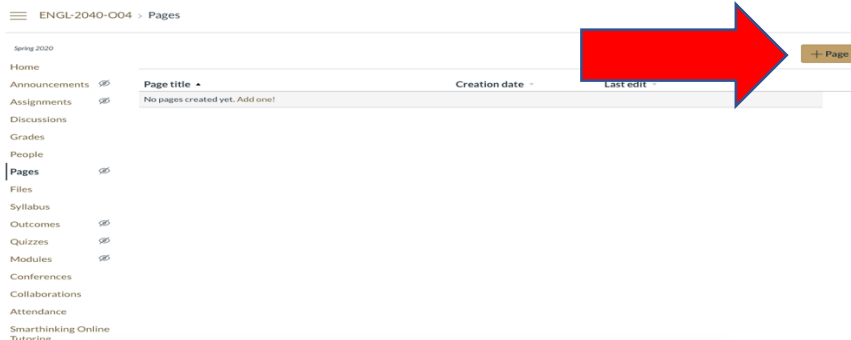 ENGL-2040-O04 > Pages
Spring 2020
+ Page
Home
Announcements
Page title Creation date Last edit
Assignments
No pages created yet. Add one!
Discussions
Grades
People
Pages
Files
Syllabus
Outcomes
Quizzes
Modules
Conferences
Collaborations
Attendance
Smarthinking Online
Tutoring